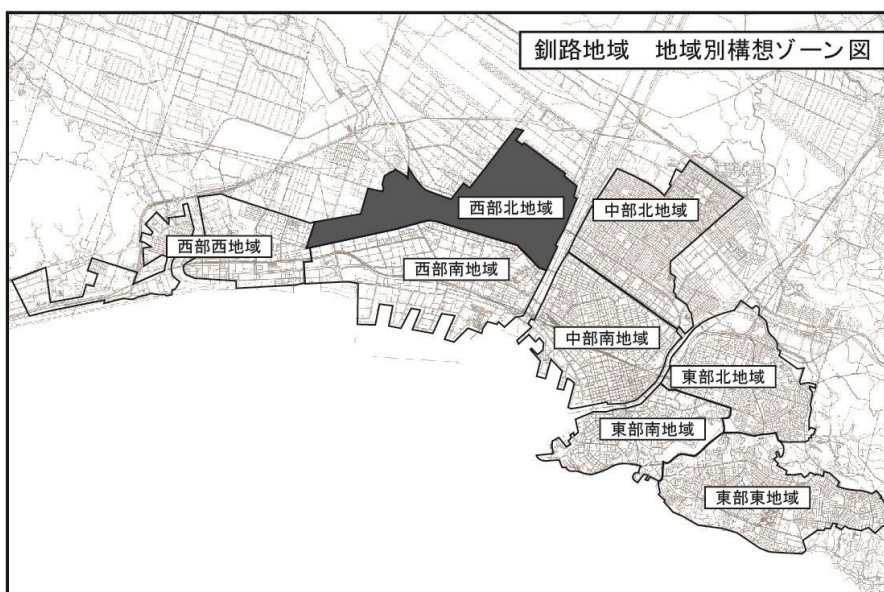 釧路地域　地域別構想ゾーン図
西部北地域
中部北地域
西部西地域
西部南地域
中部南地域
東部北地域
東部南地域
東部東地域